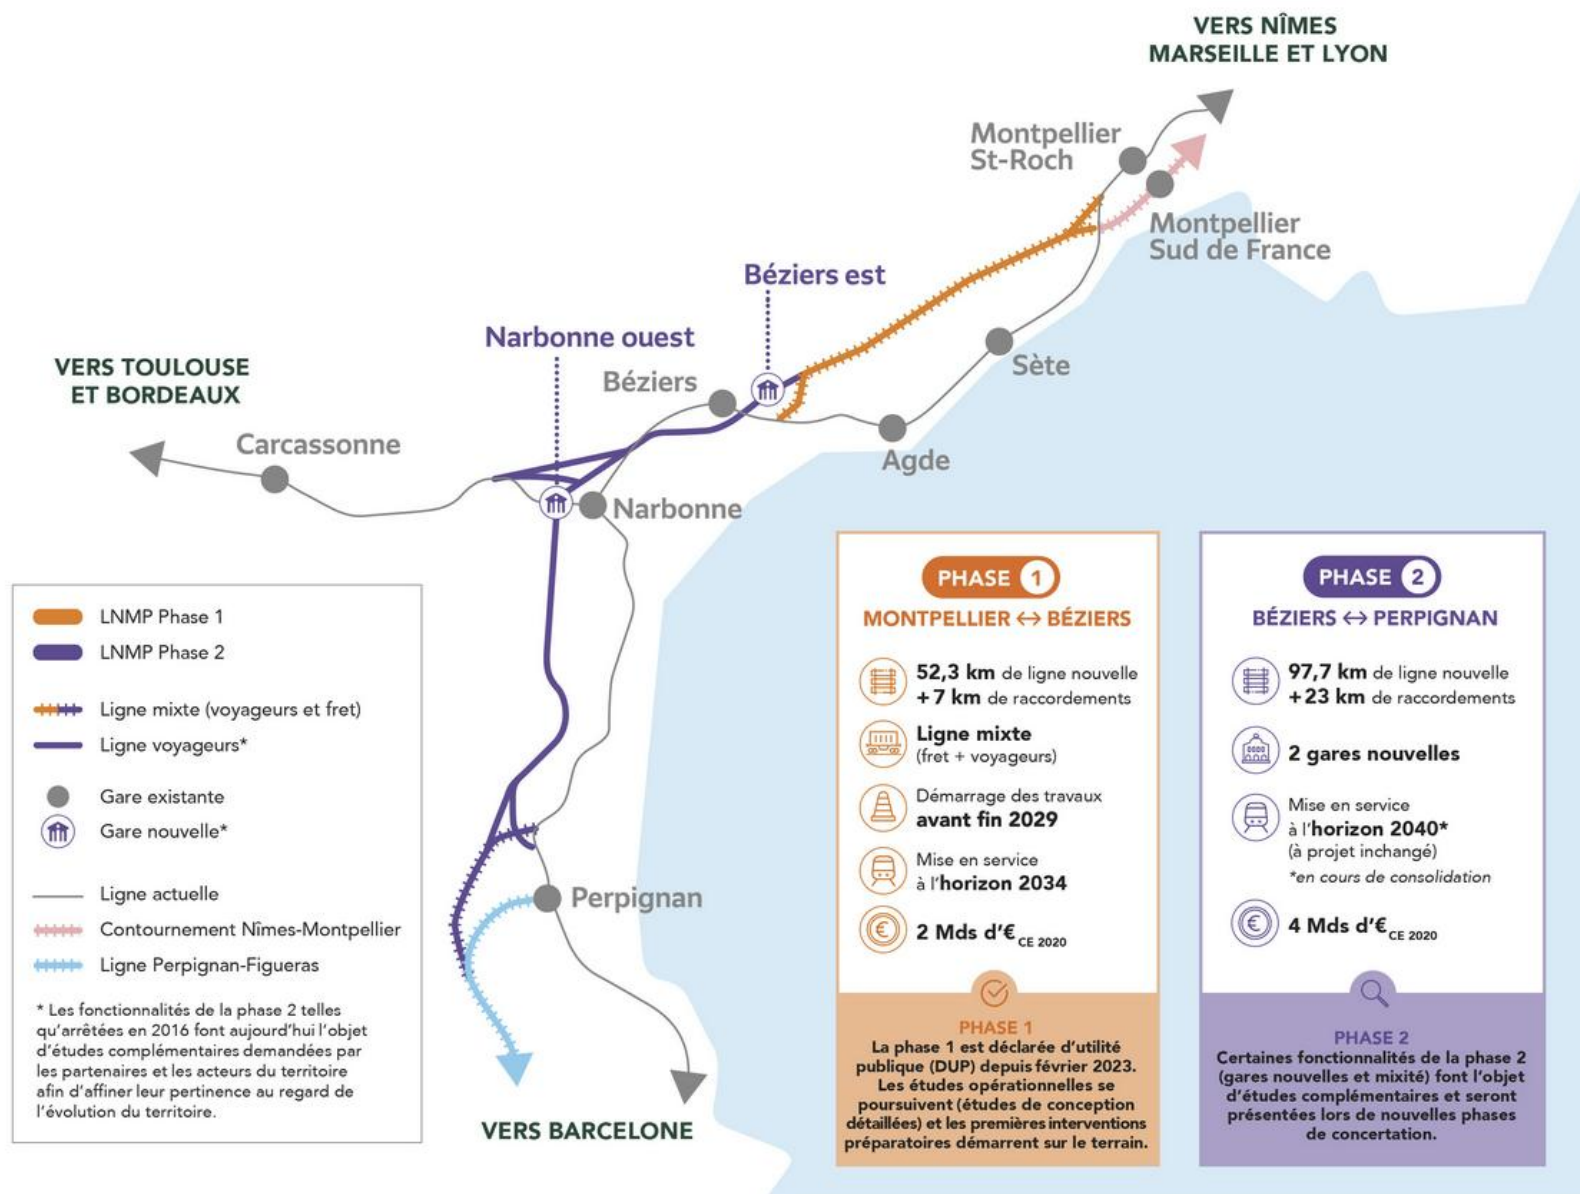 VERS NÎMES
MARSEILLE ET LYON
Montpellier
St-Roch
Montpellier
Sud de France
Béziers est
Narbonne ouest
Sète
VERS TOULOUSE
ET BORDEAUX
Béziers
Carcassonne
Agde
Narbonne
Perpignan
VERS BARCELONE
LNMP Phase 1
LNMP Phase 2
Ligne mixte (voyageurs et fret)
Ligne voyageurs*
Gare existante
Gare nouvelle*
Ligne actuelle
Contournement Nîmes-Montpellier
Ligne Perpignan-Figueras
* Les fonctionnalités de la phase 2 telles
qu'arrêtées en 2016 font aujourd'hui l'objet
d'études complémentaires demandées par
les partenaires et les acteurs du territoire
afin d'affiner leur pertinence au regard de
l'évolution du territoire.
PHASE 1
MONTPELLIER ↔ BÉZIERS
52,3 km de ligne nouvelle
+ 7 km de raccordements
Ligne mixte
(fret + voyageurs)
Démarrage des travaux
avant fin 2029
Mise en service
à l'horizon 2034
€
2 Mds d'€ CE 2020
PHASE 1
La phase 1 est déclarée d'utilité
publique (DUP) depuis février 2023.
Les études opérationnelles se
poursuivent (études de conception
détaillées) et les premières interventions
préparatoires démarrent sur le terrain.
PHASE 2
BÉZIERS ↔ PERPIGNAN
97,7 km de ligne nouvelle
+ 23 km de raccordements
2 gares nouvelles
Mise en service
à l'horizon 2040*
(à projet inchangé)
*en cours de consolidation
€
4 Mds d'€ CE 2020
PHASE 2
Certaines fonctionnalités de la phase 2
(gares nouvelles et mixité) font l'objet
d'études complémentaires et seront
présentées lors de nouvelles phases
de concertation.